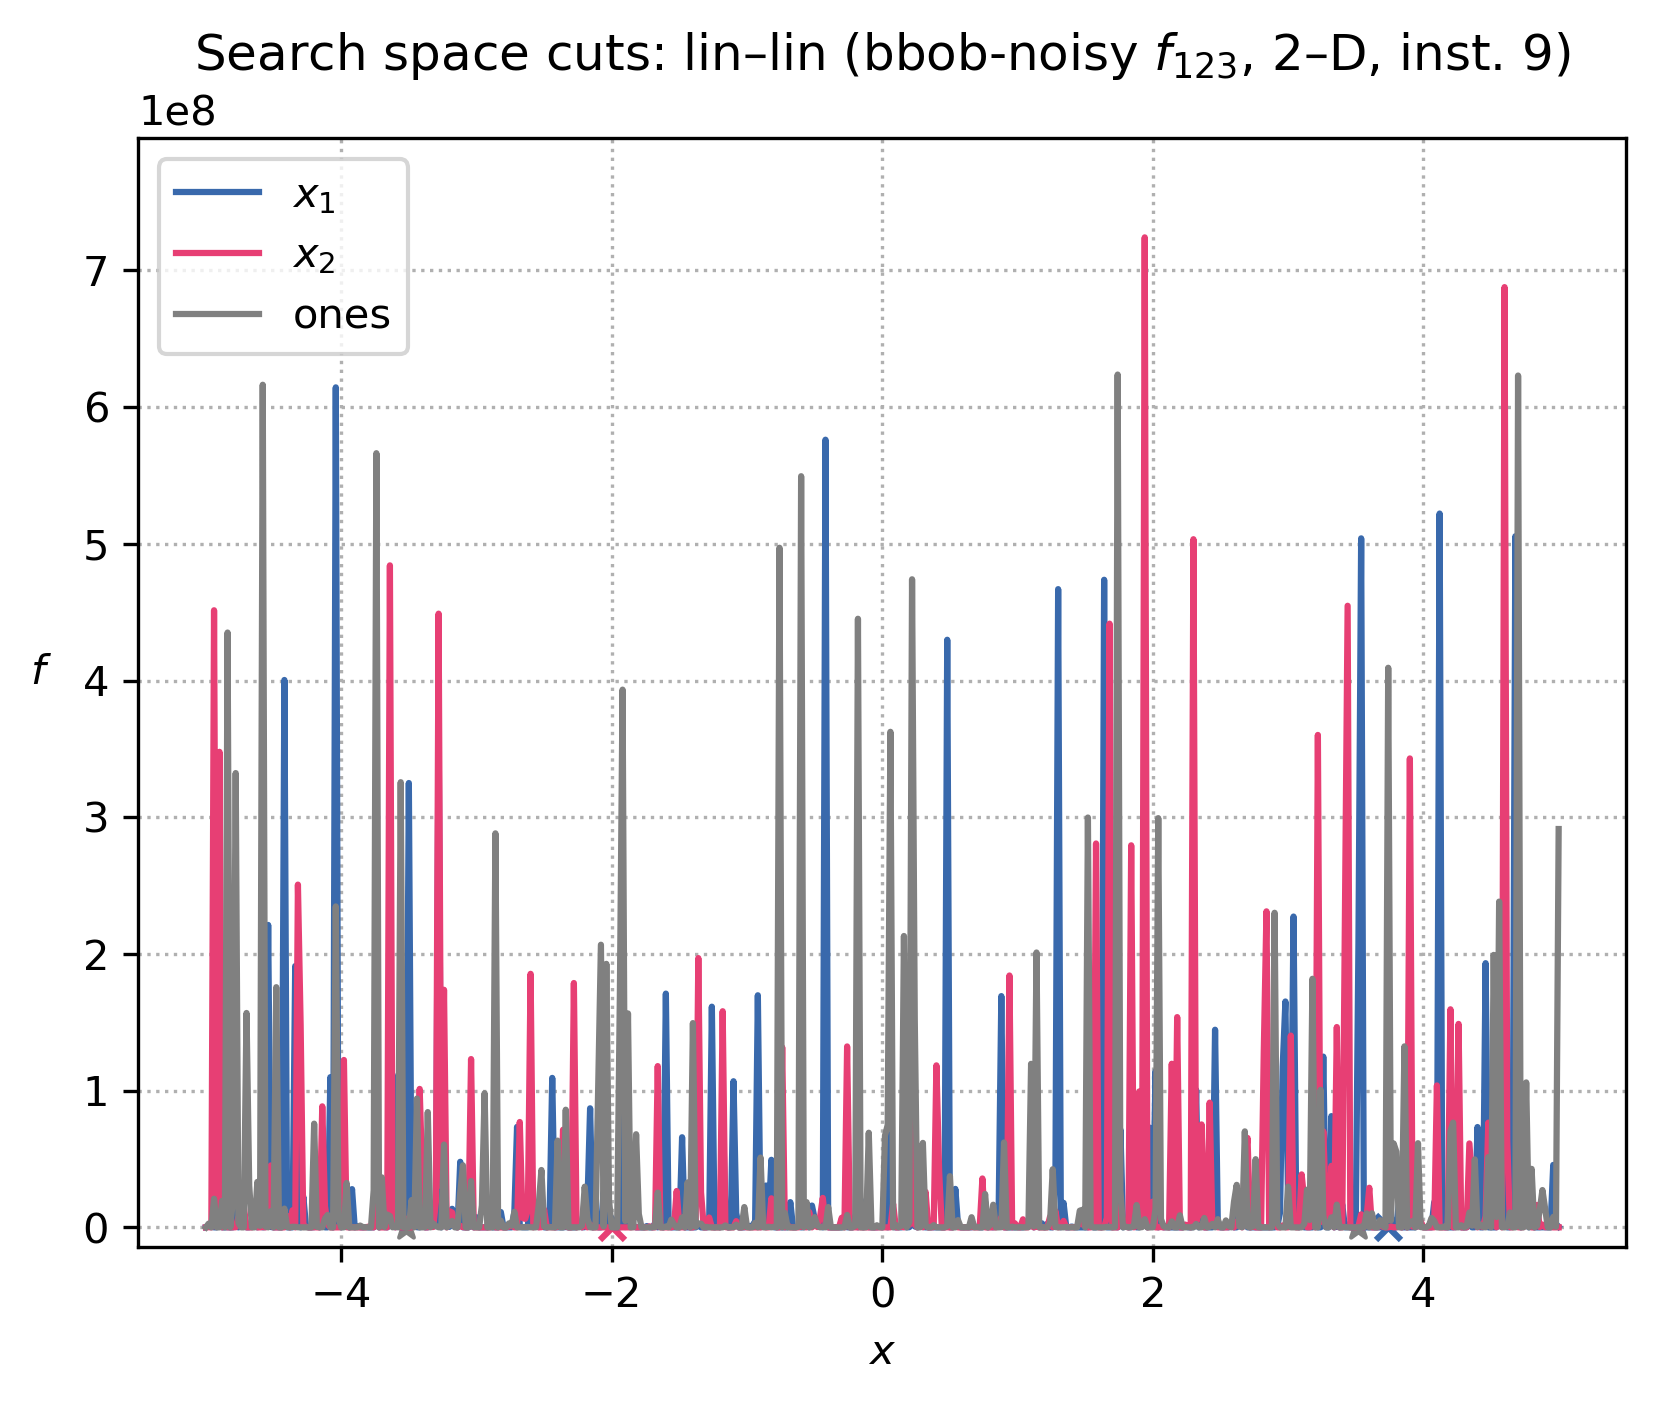 Search space cuts: lin–lin (bbob-noisy f₁₂₃, 2–D, inst. 9)
1e8
x₁
x₂
ones
7
6
5
4
3
2
1
0
f
−4
−2
0
2
4
x